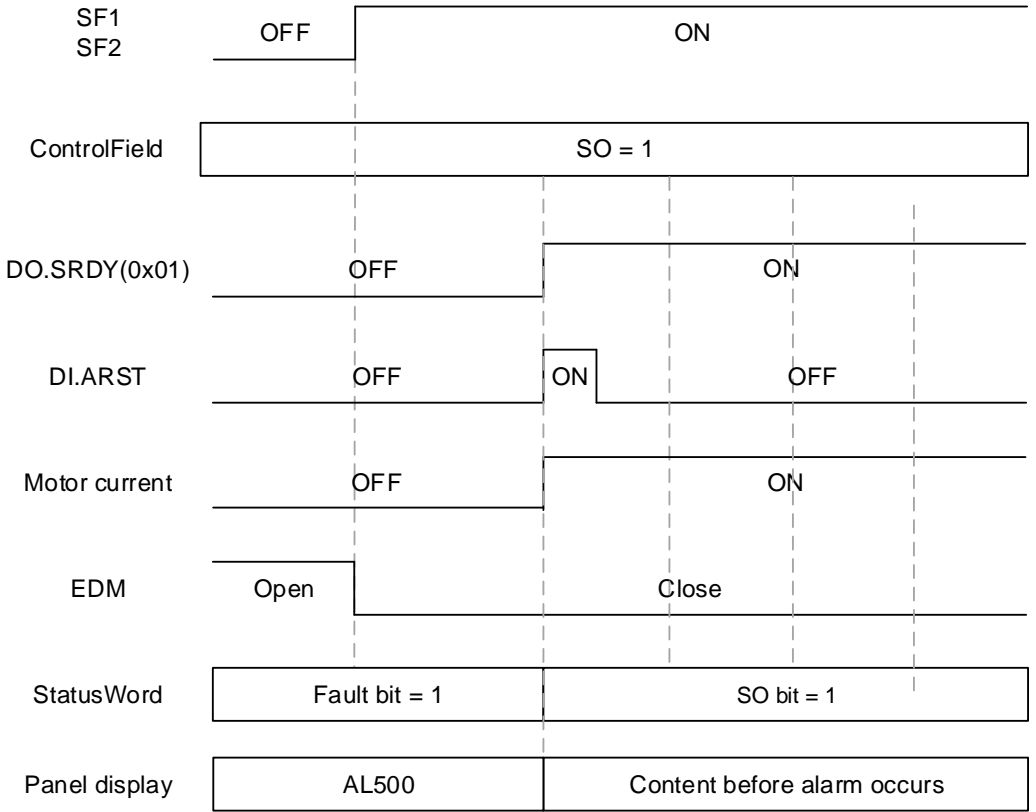 SF1
SF2
OFF
ON
ControlField
SO = 1
DO.SRDY(0x01)
OFF
ON
DI.ARST
OFF
ON
OFF
Motor current
OFF
ON
EDM
Open
Close
StatusWord
Fault bit = 1
SO bit = 1
Panel display
AL500
Content before alarm occurs